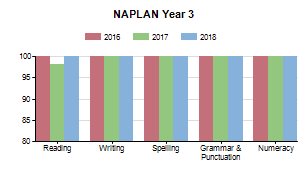 NAPLAN Year 3
2016 2017 2018
100
95
90
85
80
Reading Writing Spelling Grammar & Punctuation Numeracy